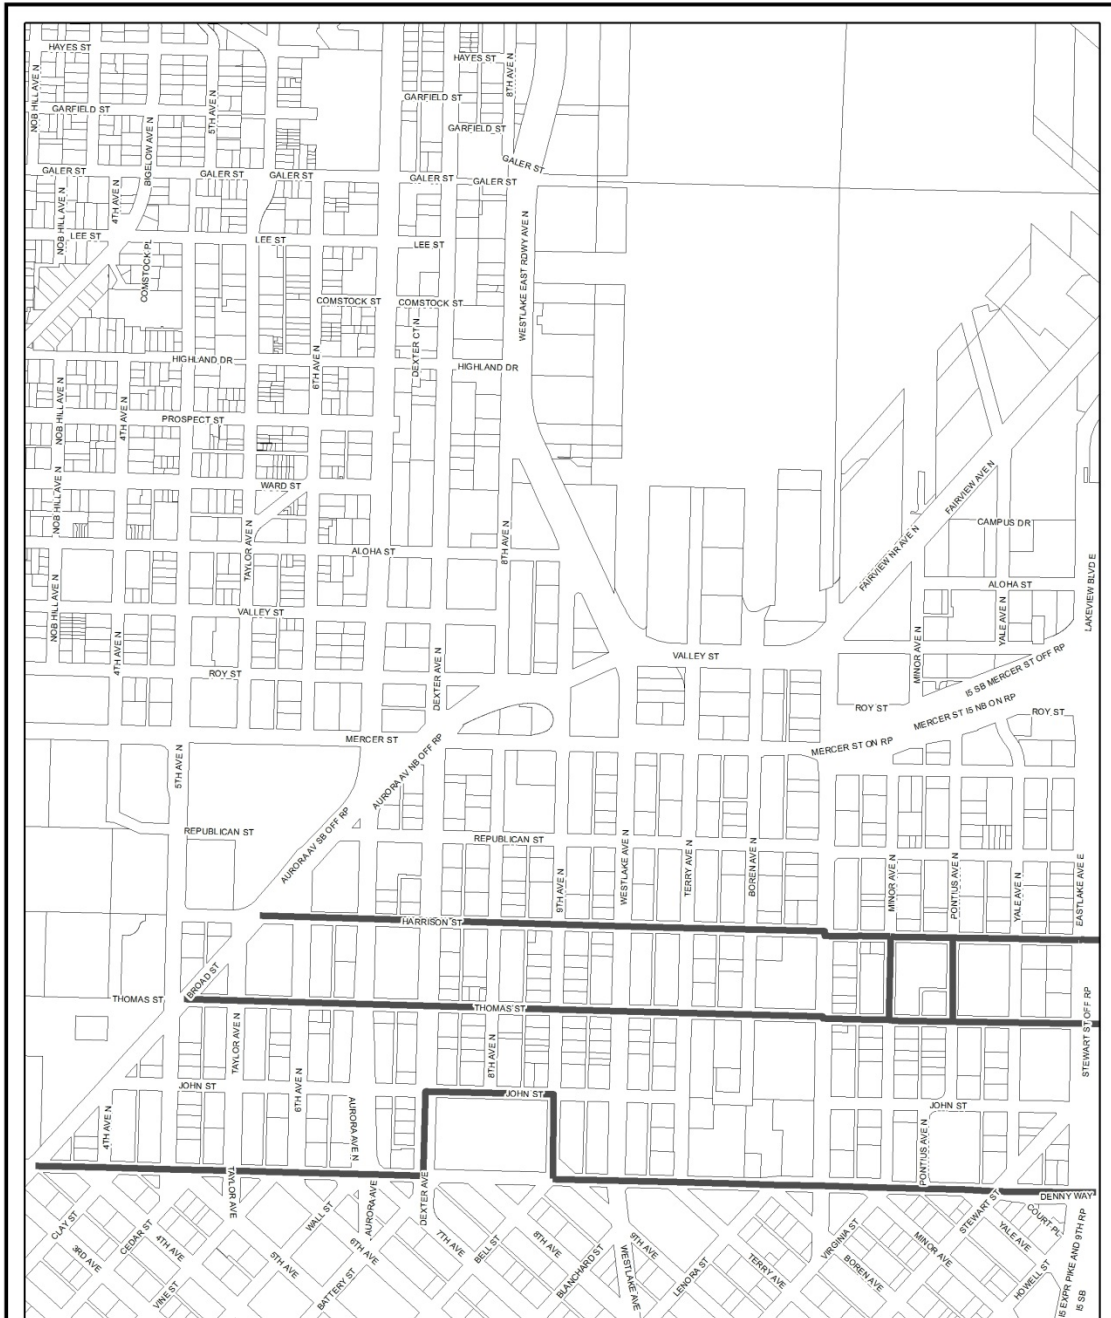 HAYES ST
HAYES ST
NOB HILL AVE N
5TH AVE N
8TH AVE N
GARFIELD ST
GARFIELD ST
GARFIELD ST
BIGELOW AVE N
GALER ST
GALER ST
GALER ST
GALER ST
GALER ST
GALER ST
NOB HILL AVE N
4TH AVE N
LEE ST
LEE ST
LEE ST
COMSTOCK PL
WESTLAKE EAST RDWY AVE N
COMSTOCK ST
COMSTOCK ST
DEXTER CT N
6TH AVE N
HIGHLAND DR
HIGHLAND DR
NOB HILL AVE N
4TH AVE N
PROSPECT ST
WARD ST
NOB HILL AVE N
FAIRVIEW AVE N
CAMPUS DR
TAYLOR AVE N
ALOHA ST
8TH AVE N
FAIRVIEW NR AVE N
ALOHA ST
LAKEVIEW BLVD E
NOB HILL AVE N
VALLEY ST
YALE AVE N
4TH AVE N
VALLEY ST
MINOR AVE N
ROY ST
DEXTER AVE N
I5 SB MERCER ST OFF RP
ROY ST
MERCER ST I5 NB ON RP
ROY ST
MERCER ST
MERCER ST ON RP
5TH AVE N
AURORA AV NB OFF RP
REPUBLICAN ST
AURORA AV SB OFF RP
REPUBLICAN ST
9TH AVE N
WESTLAKE AVE N
TERRY AVE N
BOREN AVE N
MINOR AVE N
PONTIUS AVE N
YALE AVE N
EASTLAKE AVE E
HARRISON ST
BROAD ST
THOMAS ST
THOMAS ST
TAYLOR AVE N
8TH AVE N
STEWART ST OFF RP
JOHN ST
6TH AVE N
JOHN ST
JOHN ST
4TH AVE N
AURORA AVE N
PONTIUS AVE N
TAYLOR AVE
AURORA AVE
DEXTER AVE
DENNY WAY
CLAY ST
CEDAR ST
WALL ST
STEWART ST
COURT PL
3RD AVE
4TH AVE
5TH AVE
6TH AVE
7TH AVE
BELL ST
8TH AVE
9TH AVE
VIRGINIA ST
MINOR AVE
YALE AVE
VINE ST
BATTERY ST
BLANCHARD ST
WESTLAKE AVE
LENORA ST
TERRY AVE
BOREN AVE
HOWELL ST
I5 EXPR PIKE AND 9TH RP
I5 SB